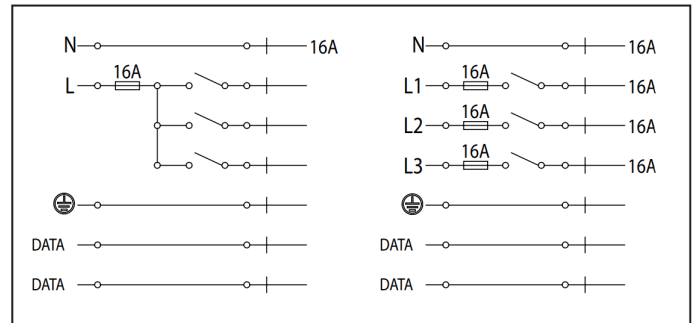 N 16A
L 16A
DATA
DATA
N 16A
L1 16A 16A
L2 16A 16A
L3 16A 16A
DATA
DATA